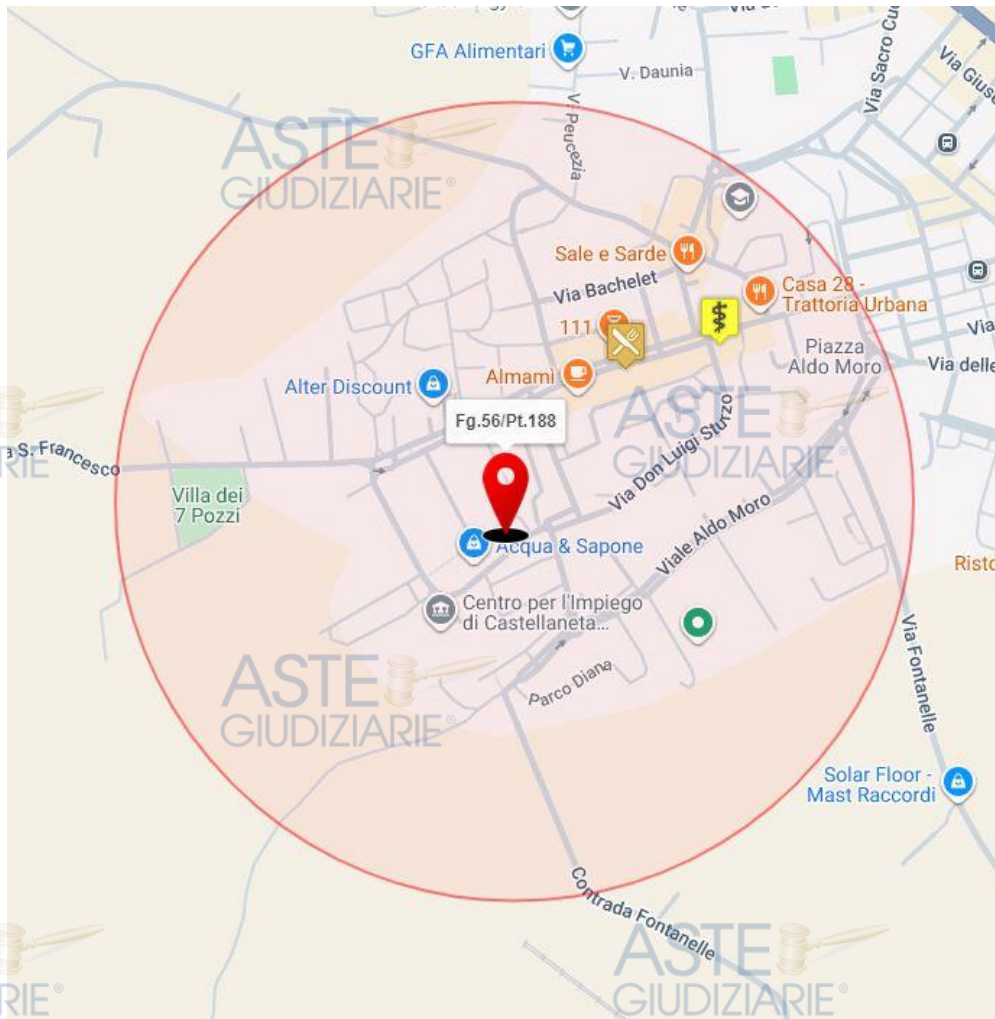 GFA Alimentari
V. Daunia
Via Sacro Cuo
Via Gius
V. Peucezia
ASTE
GIUDIZIARIE®
Sale e Sarde
Via Bachelet
Casa 28 -
Trattoria Urbana
111
Piazza
Aldo Moro
Via
Via delle
Almamì
Alter Discount
ASTE
GIUDIZIARIE®
Fg.56/Pt.188
a S. Francesco
RIE®
Via Don Luigi Sturzo
Villa dei
7 Pozzi
Viale Aldo Moro
Acqua & Sapone
Risto
Centro per l'Impiego
di Castellaneta...
Via Fontanelle
Parco Diana
ASTE
GIUDIZIARIE®
Solar Floor -
Mast Raccordi
Contrada Fontanelle
RIE®
ASTE
GIUDIZIARIE®